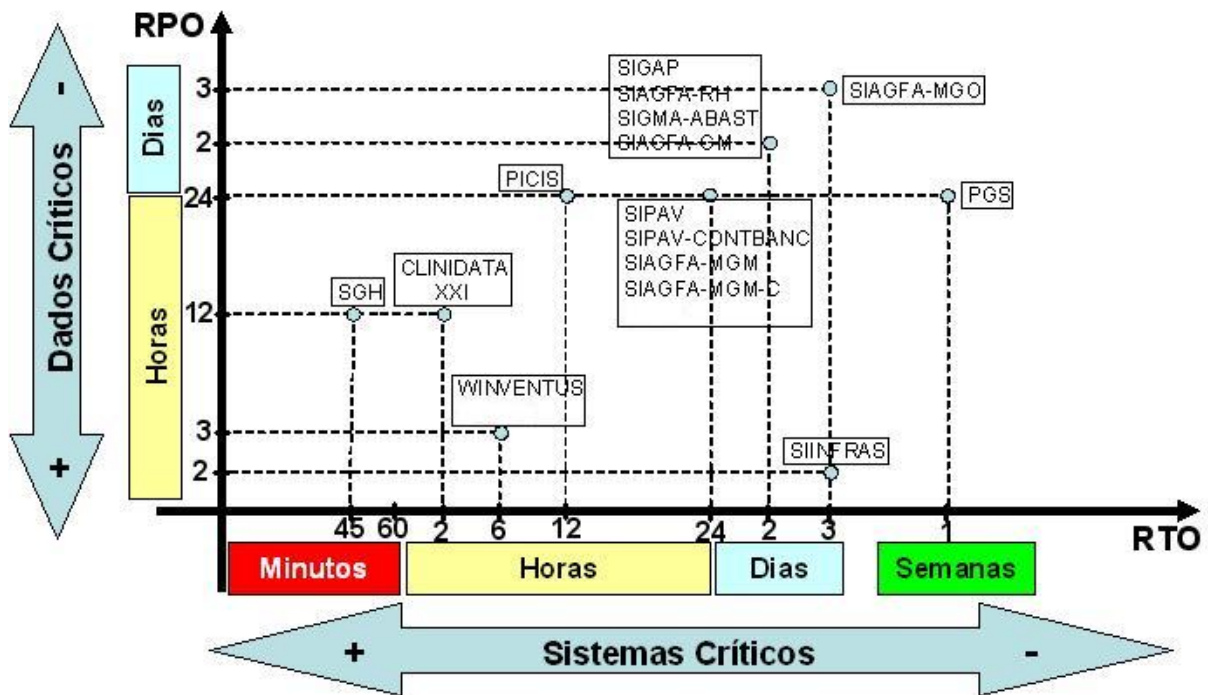 RPO
Dados Críticos
-
+
Dias
Horas
3
2
24
12
3
2
SIGAP
SIAGFA-RH
SIGMA-ABAST
SIAGFA-GM
SIAGFA-MGO
PICIS
PGS
SIPAV
SIPAV-CONTBANC
SIAGFA-MGM
SIAGFA-MGM-C
SGH
CLINIDATA
XXI
WINVENTUS
SIINFRAS
45 60 2 6 12 24 2 3 1
RTO
Minutos Horas Dias Semanas
+ Sistemas Críticos -